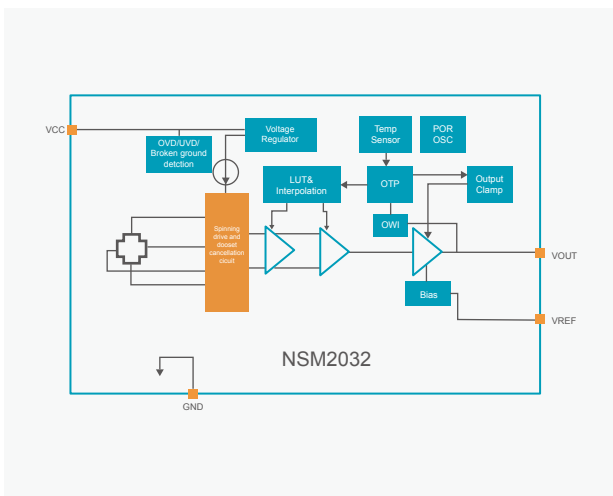 VCC
OVD/UVD/
Broken ground
detction
Voltage
Regulator
Temp
Sensor
POR
OSC
LUT&
Interpolation
OTP
Output
Clamp
OWI
Spinning
drive and
dooset
cancellation
cicuit
VOUT
Bias
VREF
NSM2032
GND